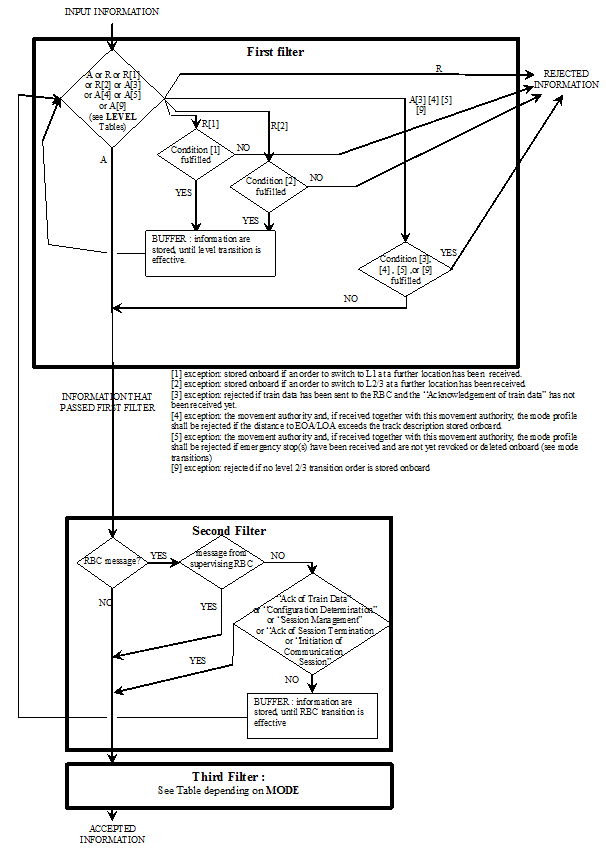 INPUT INFORMATION
First filter
A or R or R[1]
or R[2] or A[3]
or A[4] or A[5]
or A[9]
(see LEVEL
Tables)
R
REJECTED
INFORMATION
A[3] [4] [5]
[9]
R[1]
R[2]
A
Condition [1]
fulfilled
NO
Condition [2]
fulfilled
NO
YES
YES
BUFFER : information are
stored, until level transition is
effective.
Condition [3],
[4] , [5] ,or [9]
fulfilled
YES
NO
[1] exception: stored onboard if an order to switch to L1 at a further location has been received.
[2] exception: stored onboard if an order to switch to L2/3 at a further location has been received.
[3] exception: rejected if train data has been sent to the RBC and the “Acknowledgement of train data” has not
been received yet.
[4] exception: the movement authority and, if received together with this movement authority, the mode profile
shall be rejected if the distance to EOA/LOA exceeds the track description stored onboard
[5] exception: the movement authority and, if received together with this movement authority, the mode profile
shall be rejected if emergency stop(s) have been received and are not yet revoked or deleted onboard (see mode
transitions)
[9] exception: rejected if no level 2/3 transition order is stored onboard
INFORMATION THAT
PASSED FIRST FILTER
Second Filter
RBC message?
YES
message from
supervising RBC
NO
NO
YES
“Ack of Train Data”
or “Configuration Determination”
or “Session Management”
or “Ack of Session Termination
or “Initiation of
Communication
Session”
YES
NO
BUFFER : information are
stored, until RBC transition is
effective
Third Filter :
See Table depending on MODE
ACCEPTED
INFORMATION